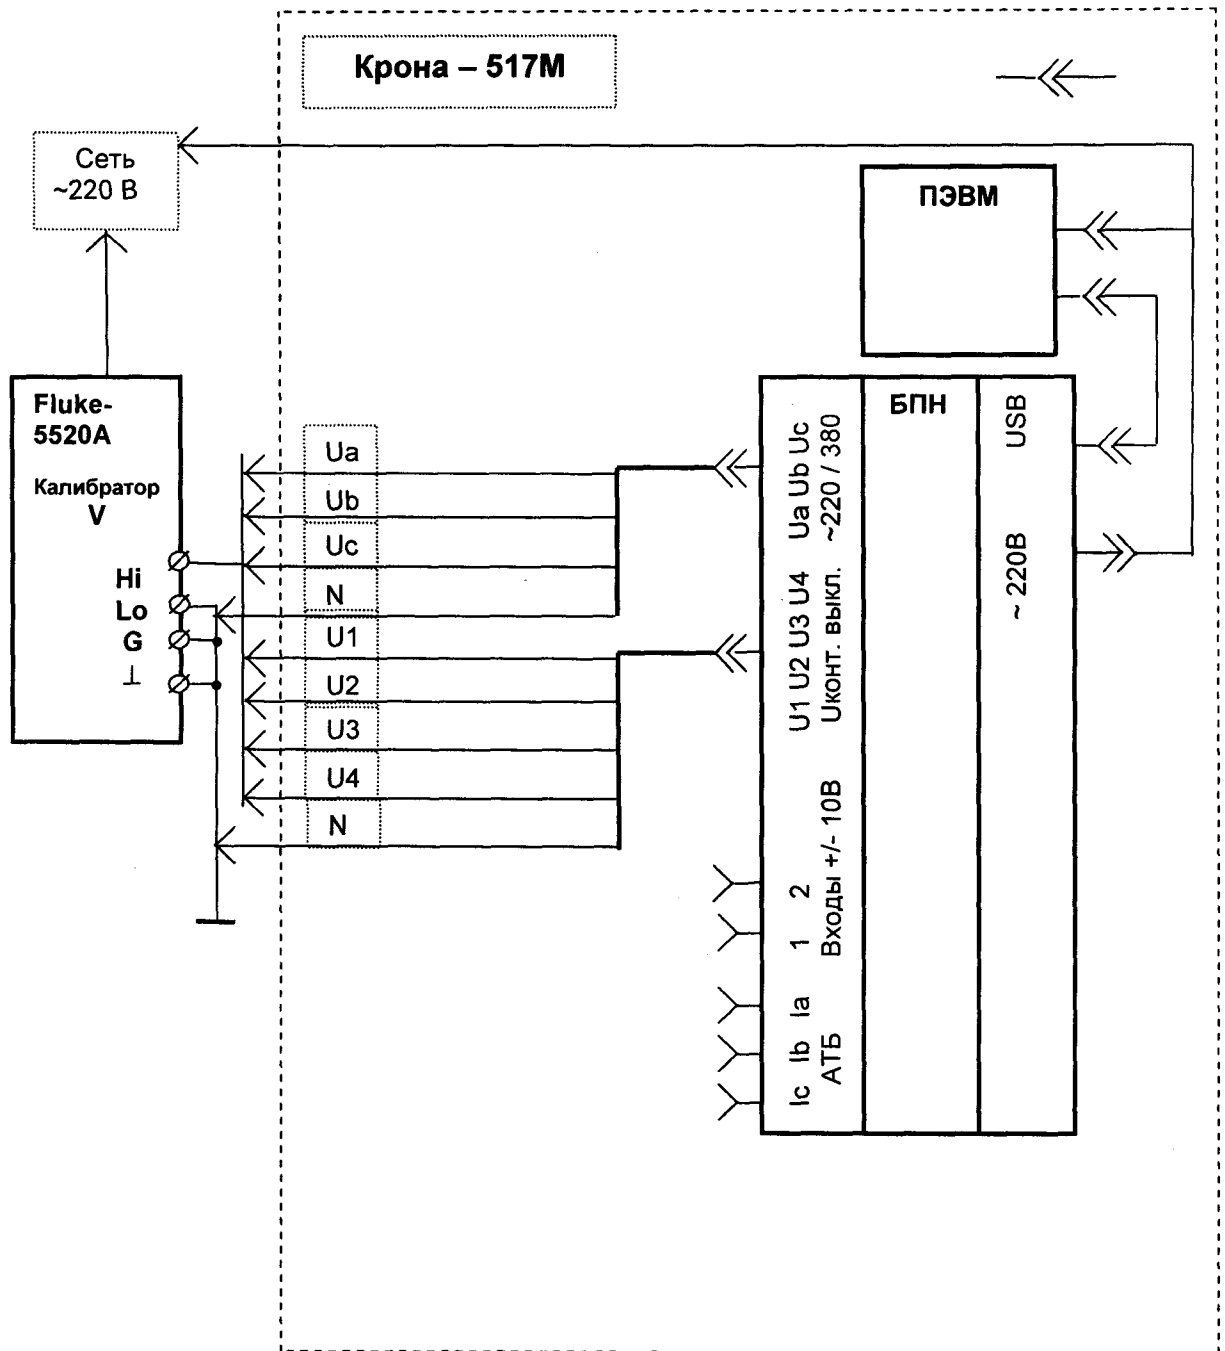 Крона – 517М
Сеть
~220 В
ПЭВМ
Fluke-
5520A
Калибратор
V
Hi
Lo
G
⊥
Ua
Ub
Uc
N
U1
U2
U3
U4
N
Ua Ub Uc
~220 / 380
U1 U2 U3 U4
Uконт. выкл.
1 2
Входы +/- 10В
Ic Ib Ia
АТБ
БПН
USB
~ 220В